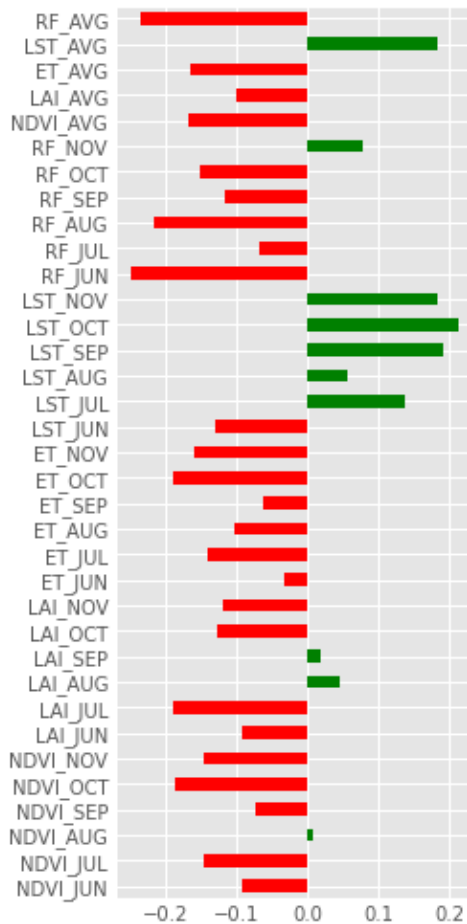 RF_AVG
LST_AVG
ET_AVG
LAI_AVG
NDVI_AVG
RF_NOV
RF_OCT
RF_SEP
RF_AUG
RF_JUL
RF_JUN
LST_NOV
LST_OCT
LST_SEP
LST_AUG
LST_JUL
LST_JUN
ET_NOV
ET_OCT
ET_SEP
ET_AUG
ET_JUL
ET_JUN
LAI_NOV
LAI_OCT
LAI_SEP
LAI_AUG
LAI_JUL
LAI_JUN
NDVI_NOV
NDVI_OCT
NDVI_SEP
NDVI_AUG
NDVI_JUL
NDVI_JUN
−0.2 −0.1 0.0 0.1 0.2